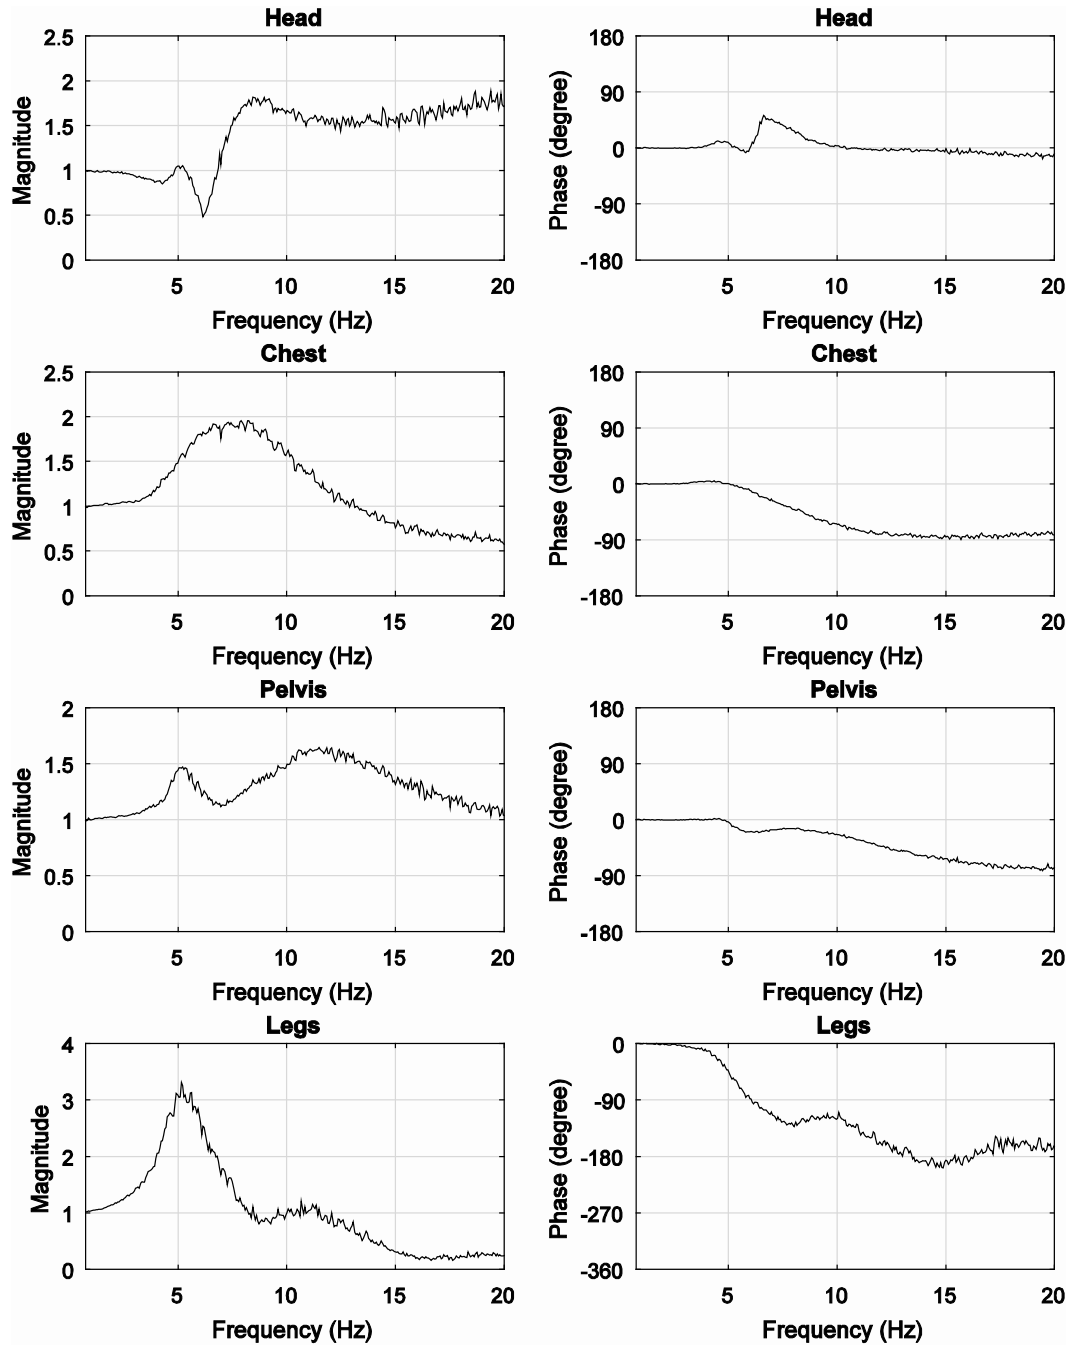 Head
2.5
2
1.5
1
0.5
0
Magnitude
5 10 15 20
Frequency (Hz)
Head
180
90
0
-90
-180
Phase (degree)
5 10 15 20
Frequency (Hz)
Chest
2.5
2
1.5
1
0.5
0
Magnitude
5 10 15 20
Frequency (Hz)
Chest
180
90
0
-90
-180
Phase (degree)
5 10 15 20
Frequency (Hz)
Pelvis
2
1.5
1
0.5
0
Magnitude
5 10 15 20
Frequency (Hz)
Pelvis
180
90
0
-90
-180
Phase (degree)
5 10 15 20
Frequency (Hz)
Legs
4
3
2
1
0
Magnitude
5 10 15 20
Frequency (Hz)
Legs
0
-90
-180
-270
-360
Phase (degree)
5 10 15 20
Frequency (Hz)